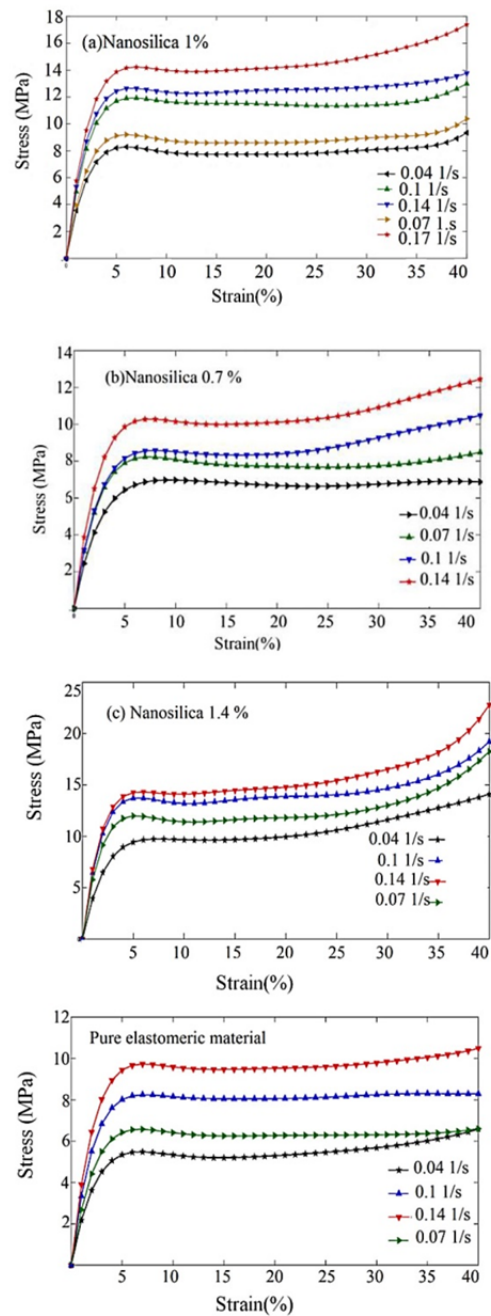 18
16
(a)Nanosilica 1%
14
12
10
8
6
4
2
Stress (MPa)
0.04 1/s
0.1 1/s
0.14 1/s
0.07 1/s
0.17 1/s
5 10 15 20 25 30 35 40
Strain(%)
14
(b)Nanosilica 0.7 %
12
10
8
5
4
2
Stress (MPa)
0.04 1/s
0.07 1/s
0.1 1/s
0.14 1/s
5 10 15 20 25 30 35 40
Strain(%)
25
(c) Nanosilica 1.4 %
20
15
10
5
Stress (MPa)
0.04 1/s
0.1 1/s
0.14 1/s
0.07 1/s
5 10 15 20 25 30 35 40
Strain(%)
12
Pure elastomeric material
10
8
6
4
2
Stress (MPa)
0.04 1/s
0.1 1/s
0.14 1/s
0.07 1/s
5 10 15 20 25 30 35 40
Strain(%)